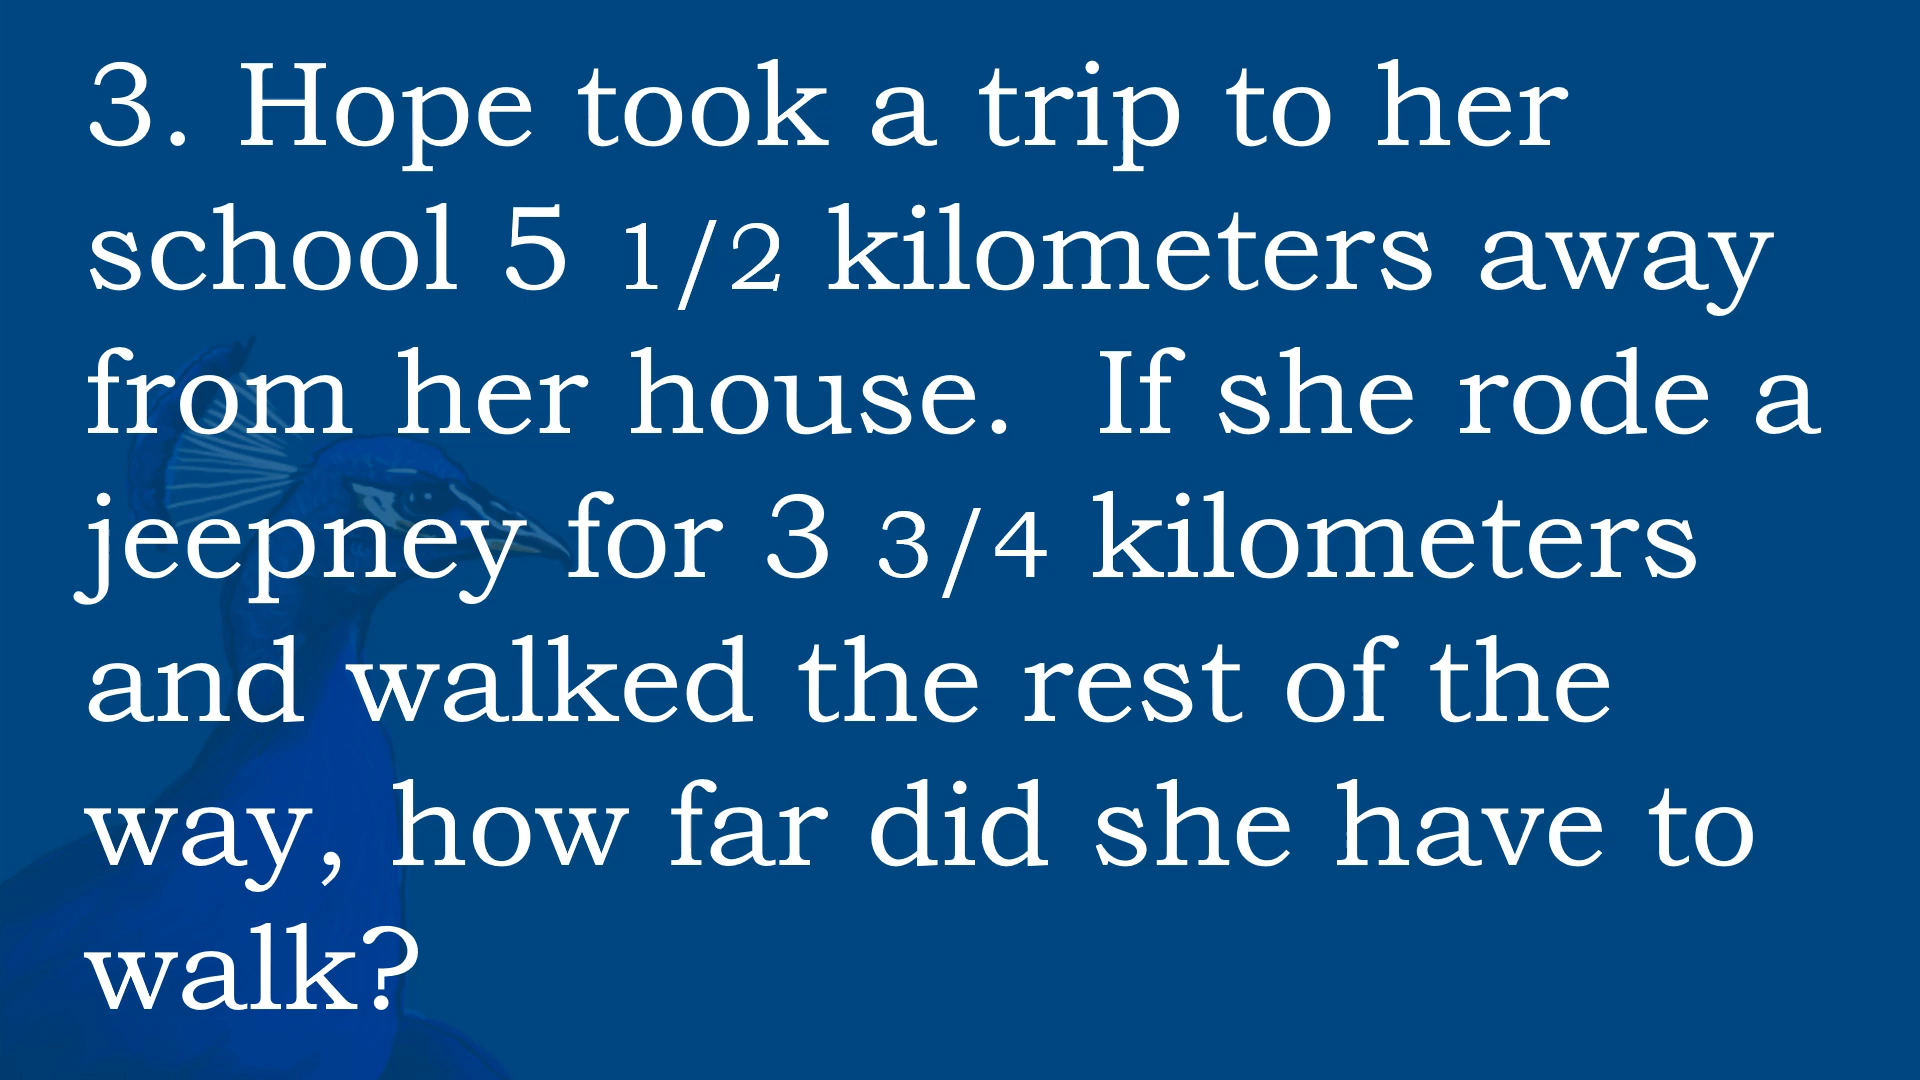 3. Hope took a trip to her
school 5 1/2 kilometers away
from her house.  If she rode a
jeepney for 3 3/4 kilometers
and walked the rest of the
way, how far did she have to
walk?